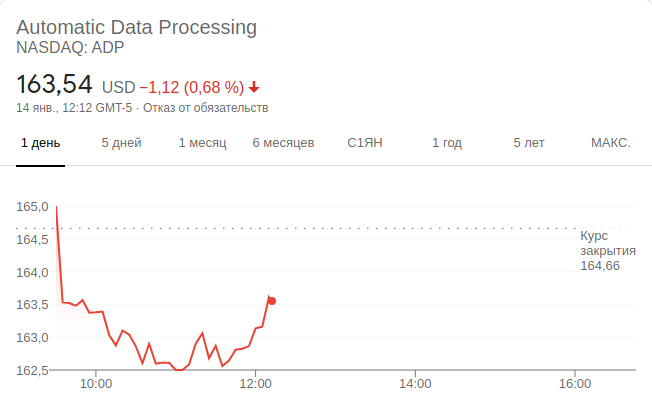 Automatic Data Processing
NASDAQ: ADP
163,54 USD −1,12 (0,68 %)
14 янв., 12:12 GMT-5 · Отказ от обязательств
1 день 5 дней 1 месяц 6 месяцев С1ЯН 1 год 5 лет МАКС.
165,0
164,5
164,0
163,5
163,0
162,5
Курс
закрытия
164,66
10:00 12:00 14:00 16:00